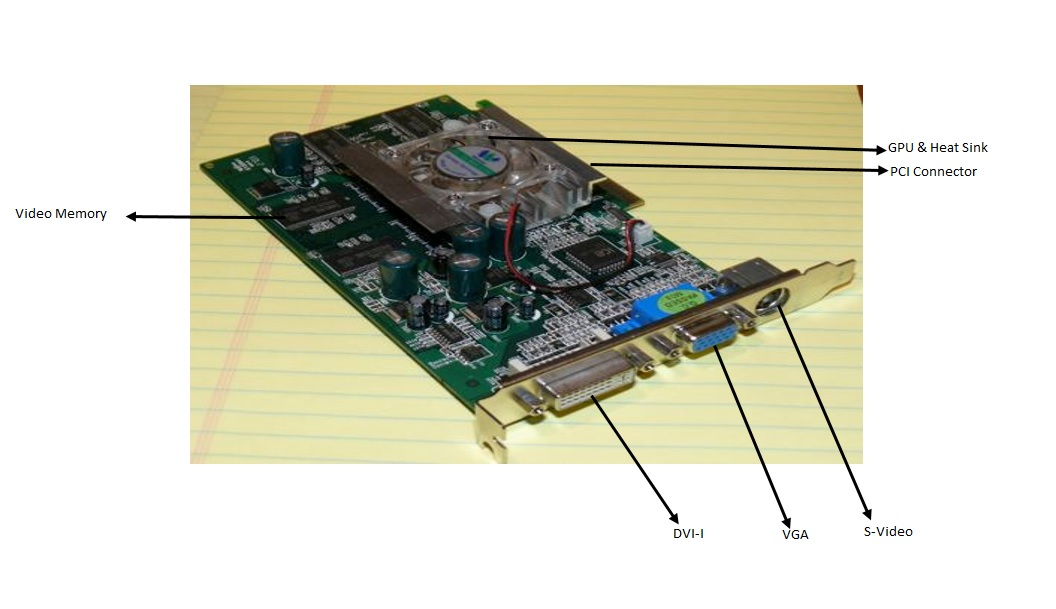 GPU & Heat Sink
PCI Connector
Video Memory
DVI-I
VGA
S-Video